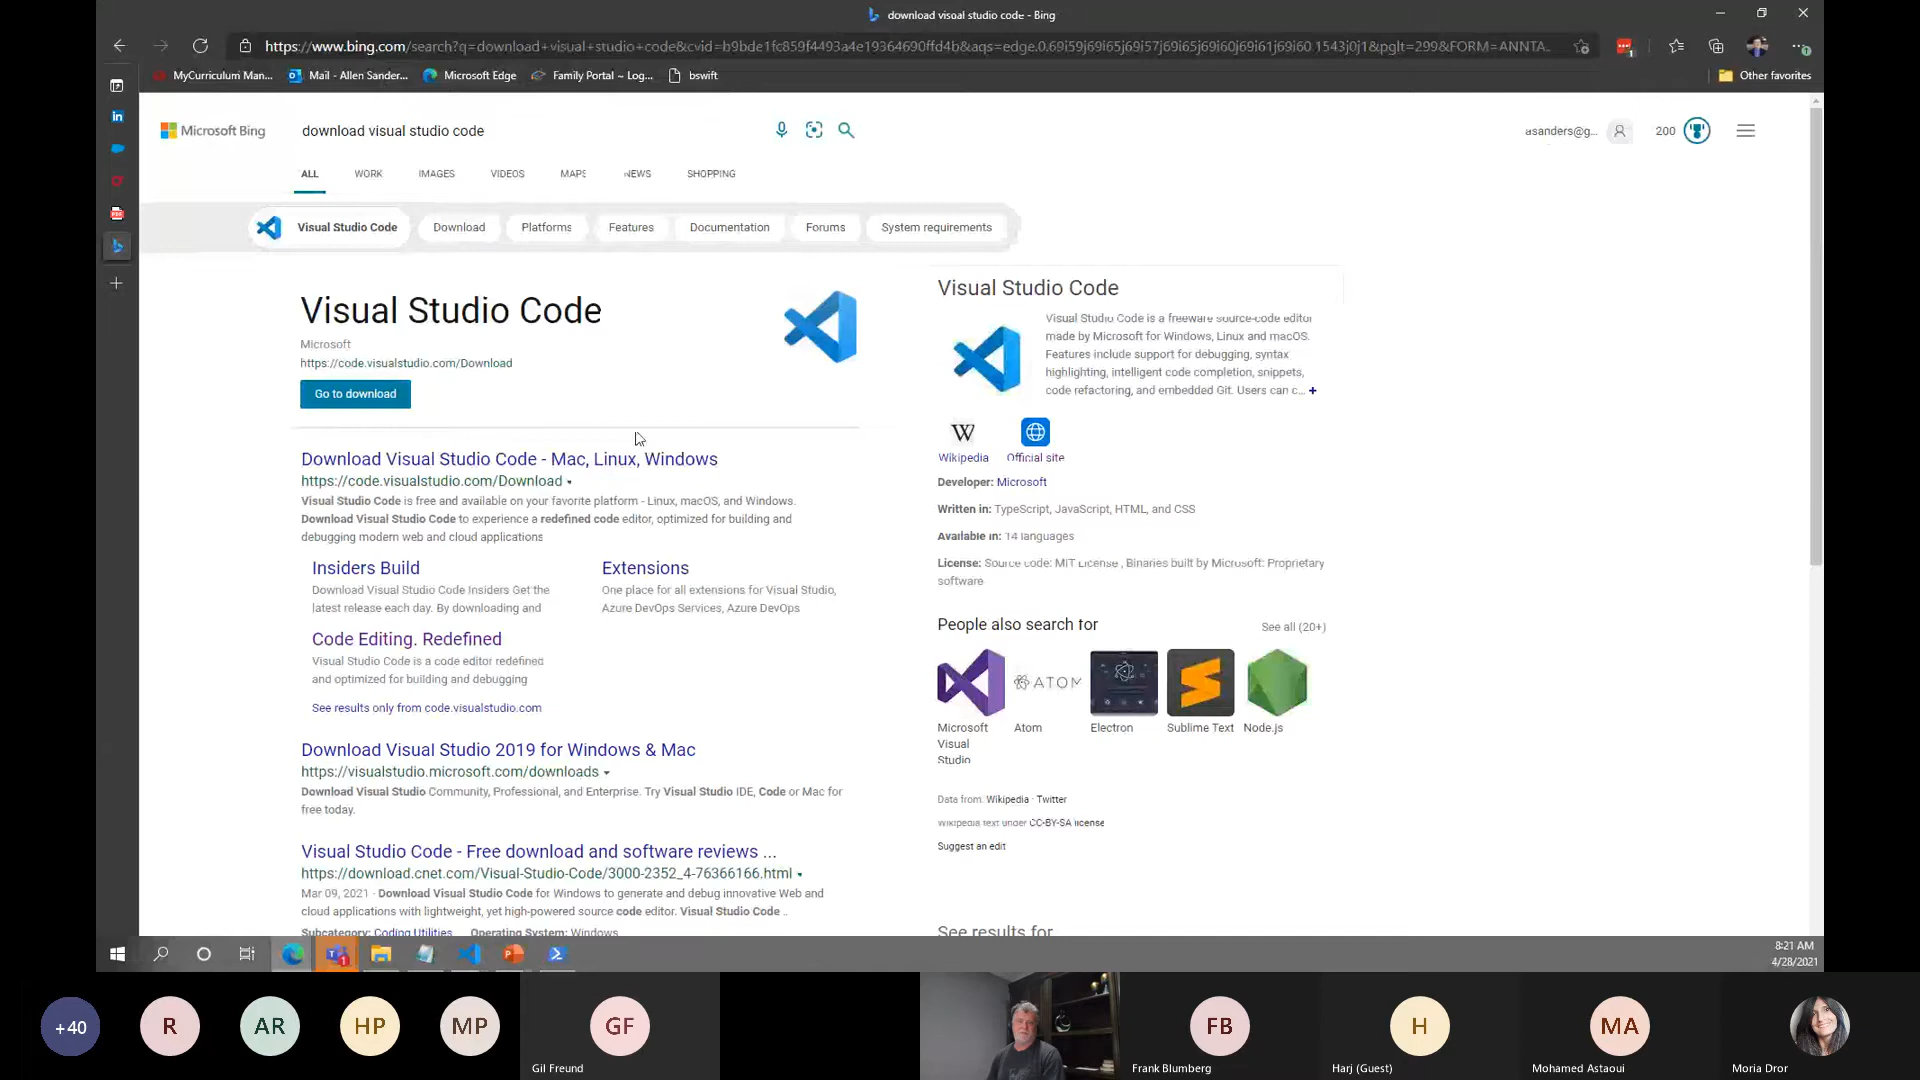 download visual studio code - Bing
https://www.bing.com/search?q=download+visual+studio+code&cvid=b9bde1fc859f4493a4e19364690ffd4b&aqs=edge.0.69i59j69i65j69i57j69i65j69i60j69i61j69i60.1543j0j1&pglt=299&FORM=ANNTA...
MyCurriculum Man...
Mail - Allen Sander...
Microsoft Edge
Family Portal ~ Log...
bswift
Other favorites
Microsoft Bing
download visual studio code
asanders@g...
200
ALL
WORK
IMAGES
VIDEOS
MAPS
NEWS
SHOPPING
Visual Studio Code
Download
Platforms
Features
Documentation
Forums
System requirements
Visual Studio Code
Microsoft
https://code.visualstudio.com/Download
Go to download
Download Visual Studio Code - Mac, Linux, Windows
https://code.visualstudio.com/Download
Visual Studio Code is free and available on your favorite platform - Linux, macOS, and Windows.
Download Visual Studio Code to experience a redefined code editor, optimized for building and
debugging modern web and cloud applications
Insiders Build
Download Visual Studio Code Insiders Get the
latest release each day. By downloading and
Extensions
One place for all extensions for Visual Studio,
Azure DevOps Services, Azure DevOps
Code Editing. Redefined
Visual Studio Code is a code editor redefined
and optimized for building and debugging
See results only from code.visualstudio.com
Download Visual Studio 2019 for Windows & Mac
https://visualstudio.microsoft.com/downloads
Download Visual Studio Community, Professional, and Enterprise. Try Visual Studio IDE, Code or Mac for
free today.
Visual Studio Code - Free download and software reviews ...
https://download.cnet.com/Visual-Studio-Code/3000-2352_4-76366166.html
Mar 09, 2021 · Download Visual Studio Code for Windows to generate and debug innovative Web and
cloud applications with lightweight, yet high-powered source code editor. Visual Studio Code ..
Subcategory: Coding Utilities
Operating System: Windows
Visual Studio Code
Visual Studio Code is a freeware source-code editor
made by Microsoft for Windows, Linux and macOS.
Features include support for debugging, syntax
highlighting, intelligent code completion, snippets,
code refactoring, and embedded Git. Users can c... +
W
Wikipedia
Official site
Developer: Microsoft
Written in: TypeScript, JavaScript, HTML, and CSS
Available in: 14 languages
License: Source code: MIT License , Binaries built by Microsoft: Proprietary
software
People also search for
See all (20+)
ATOM
Microsoft
Visual
Studio
Atom
Electron
Sublime Text
Node.js
Data from: Wikipedia · Twitter
Wikipedia text under CC-BY-SA license
Suggest an edit
See results for
8:21 AM
4/28/2021
+40
R
AR
HP
MP
GF
Gil Freund
FB
Frank Blumberg
H
Harj (Guest)
MA
Mohamed Astaoui
Moria Dror